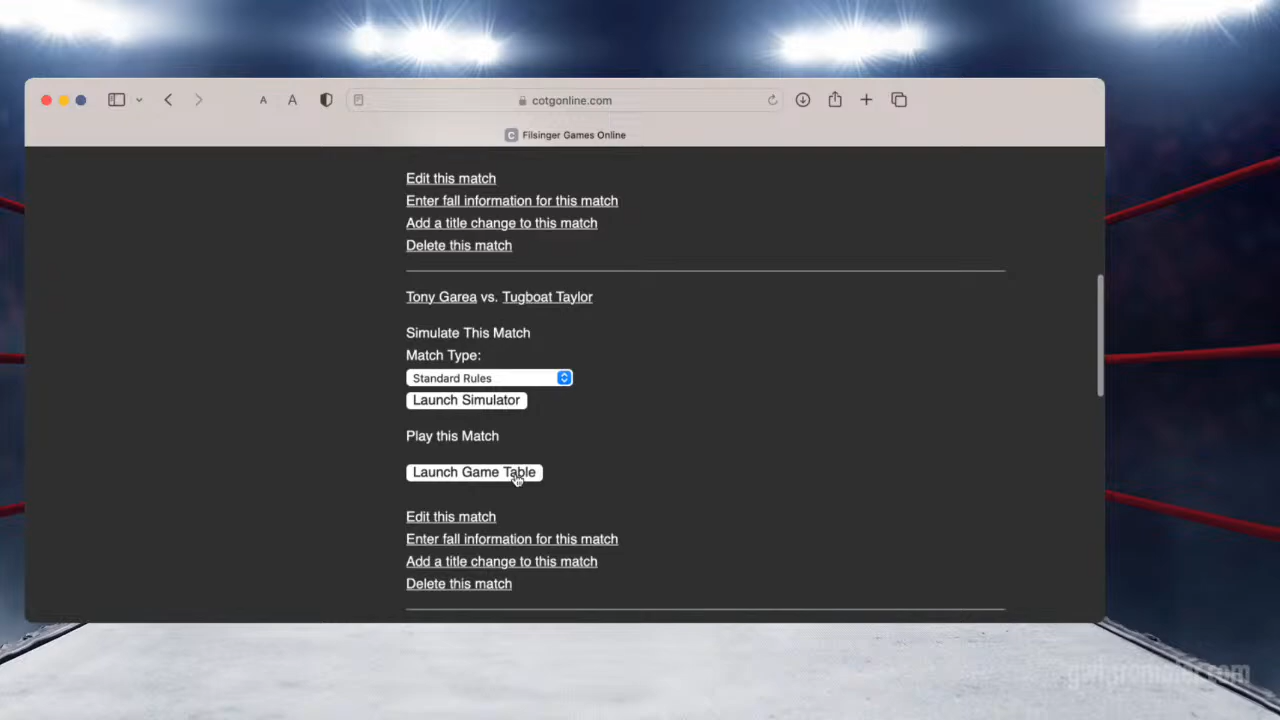 A A cotgonline.com
C Filsinger Games Online
Edit this match
Enter fall information for this match
Add a title change to this match
Delete this match
Tony Garea vs. Tugboat Taylor
Simulate This Match
Match Type:
Standard Rules
Launch Simulator
Play this Match
Launch Game Table
Edit this match
Enter fall information for this match
Add a title change to this match
Delete this match